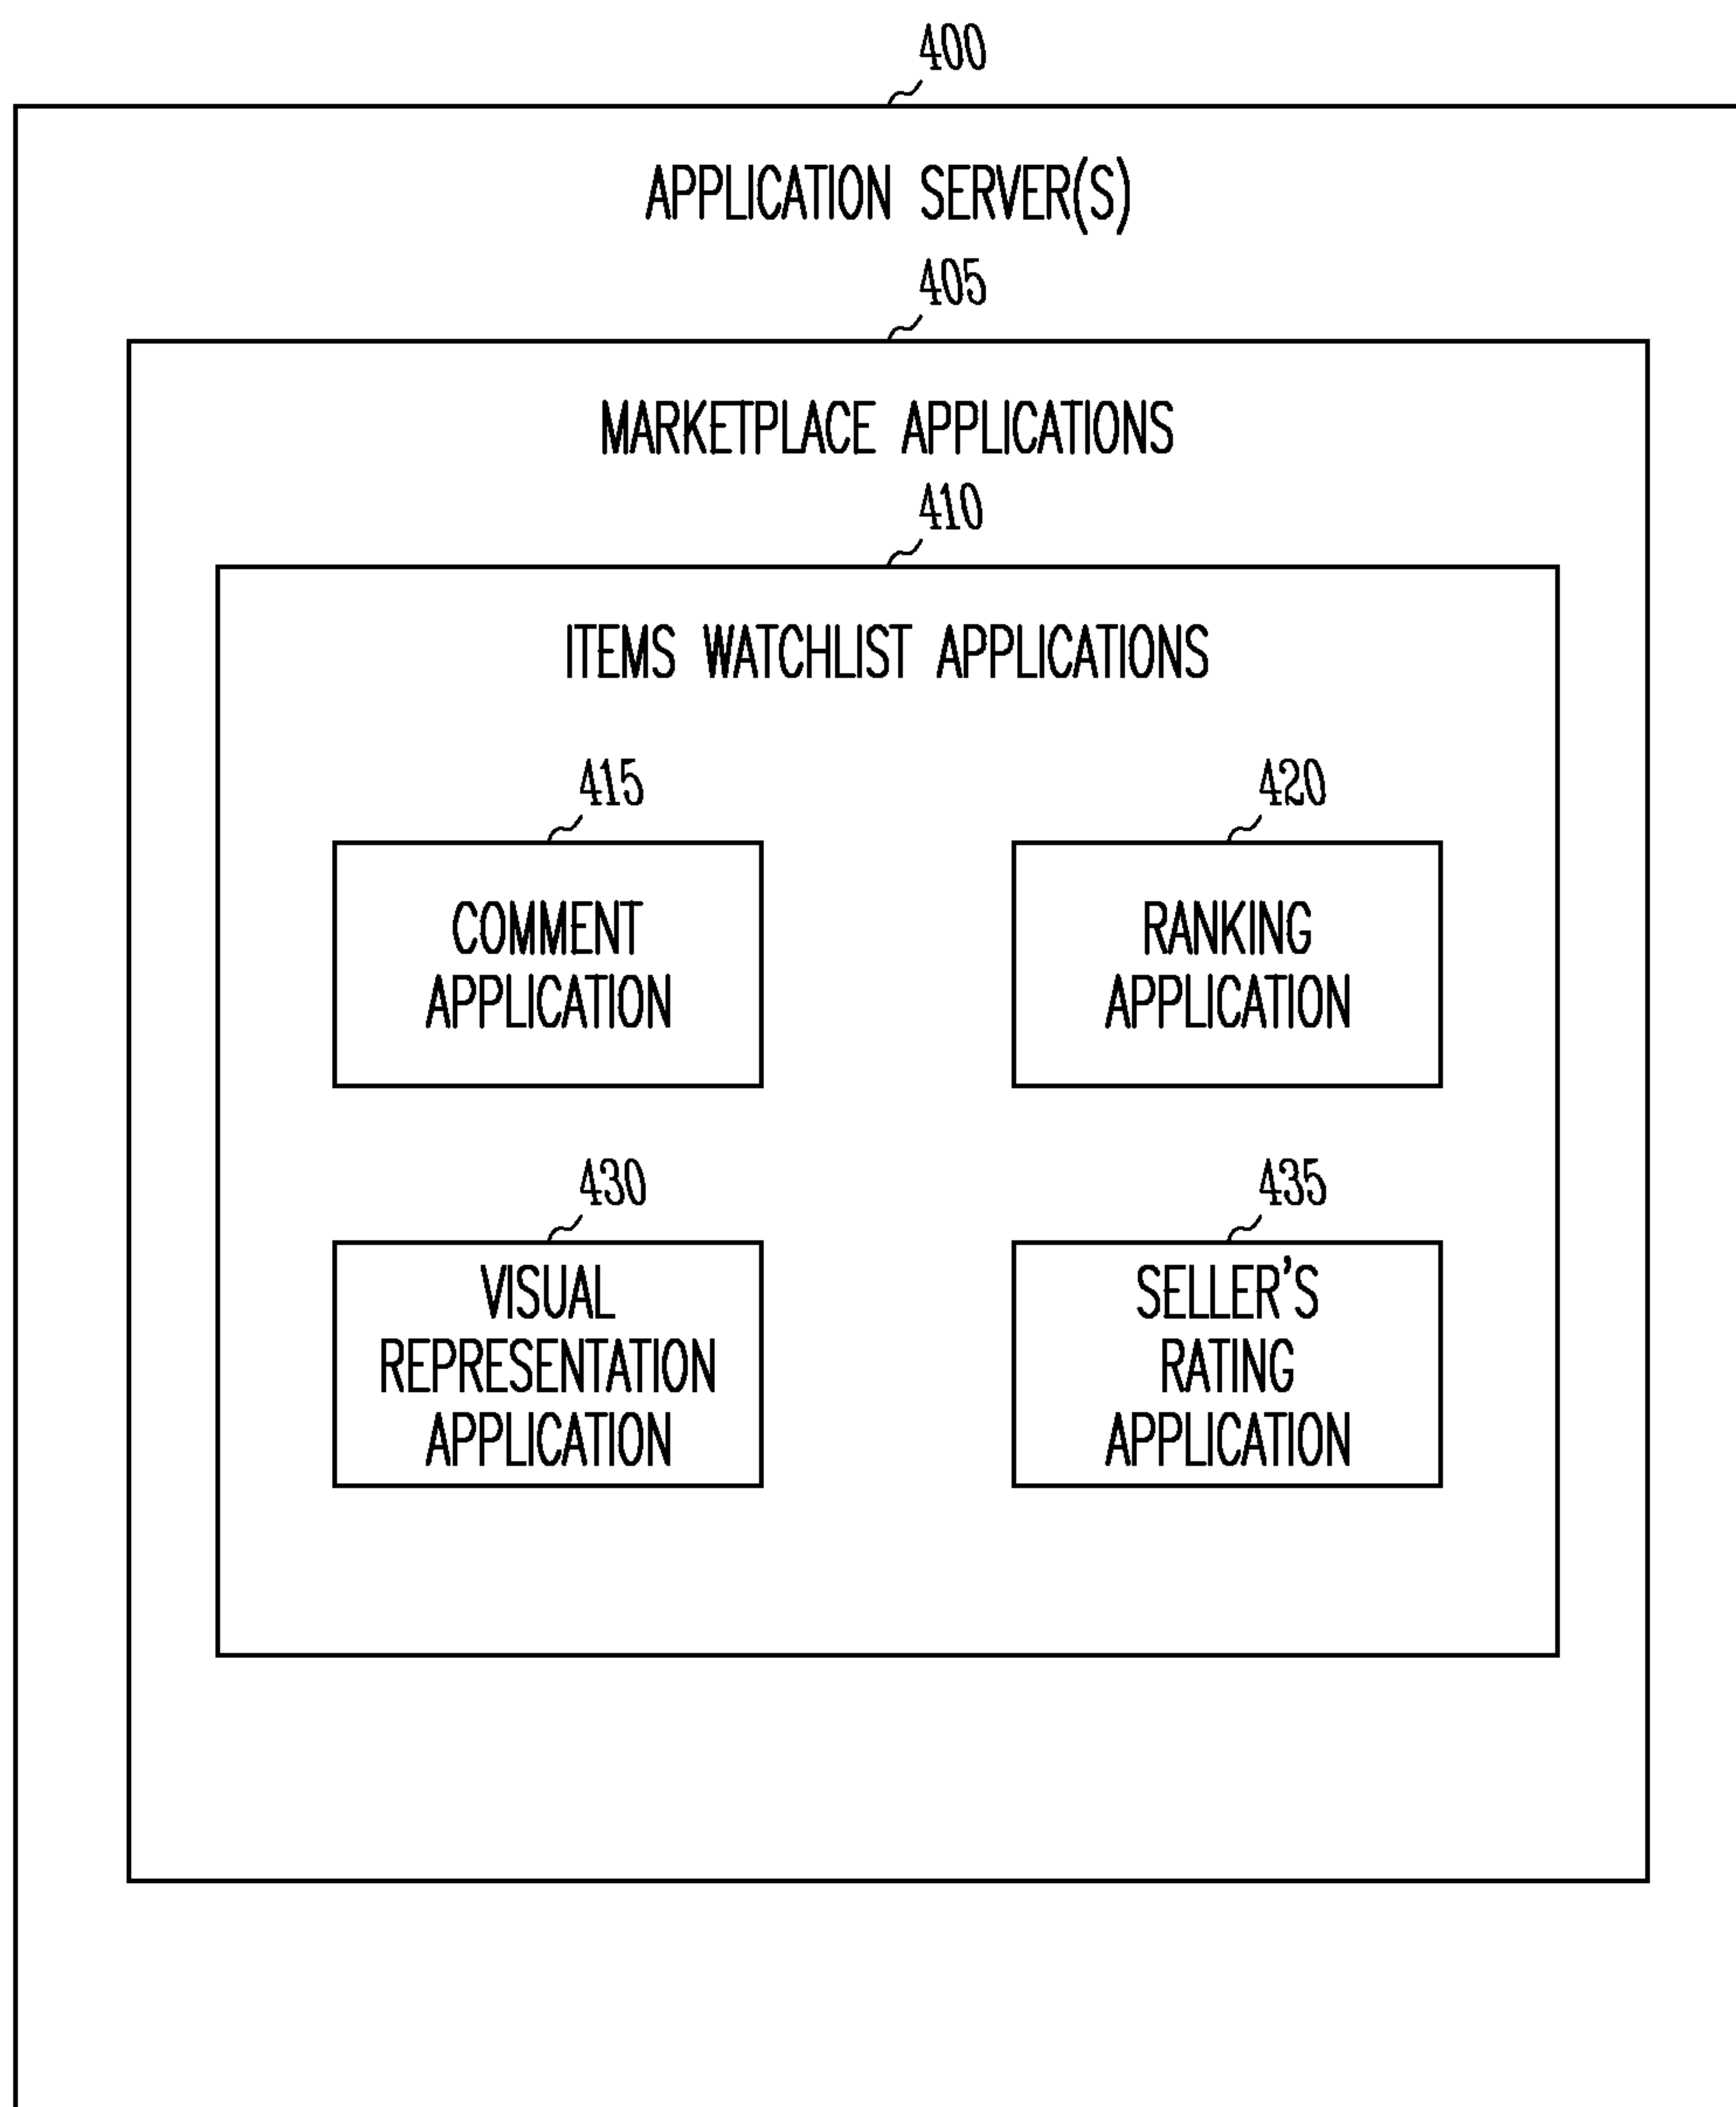 400
APPLICATION SERVER(S)
405
MARKETPLACE APPLICATIONS
410
ITEMS WATCHLIST APPLICATIONS
415
COMMENT
APPLICATION
420
RANKING
APPLICATION
430
VISUAL
REPRESENTATION
APPLICATION
435
SELLER'S
RATING
APPLICATION